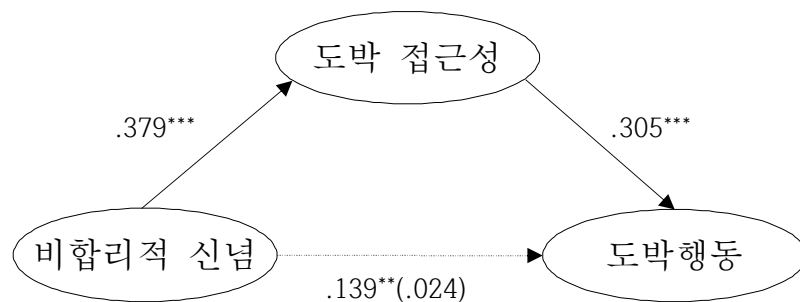 도박 접근성
.379***
.305***
비합리적 신념
도박행동
.139**(.024)